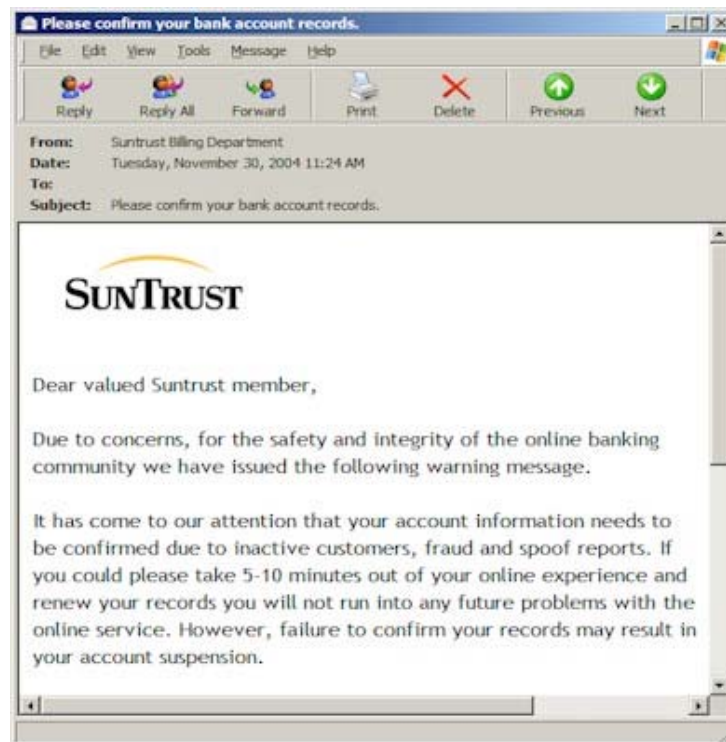 Please confirm your bank account records.
File Edit View Tools Message Help
Reply Reply All Forward Print Delete Previous Next
From: Suntrust Billing Department
Date: Tuesday, November 30, 2004 11:24 AM
To:
Subject: Please confirm your bank account records.
SUNTRUST
Dear valued Suntrust member,
Due to concerns, for the safety and integrity of the online banking
community we have issued the following warning message.
It has come to our attention that your account information needs to
be confirmed due to inactive customers, fraud and spoof reports. If
you could please take 5-10 minutes out of your online experience and
renew your records you will not run into any future problems with the
online service. However, failure to confirm your records may result in
your account suspension.